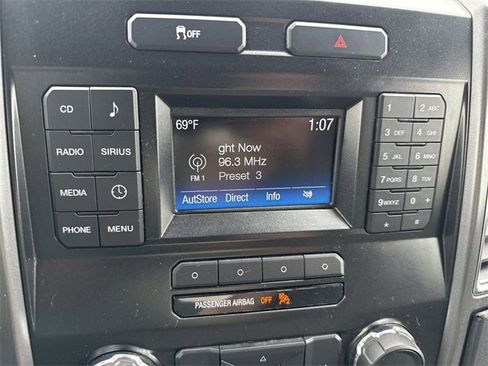 OFF
CD
RADIO SIRIUS
MEDIA
PHONE MENU
69°F 1:07
ght Now
96.3 MHz
FM 1 Preset 3
AutStore Direct Info
1 2 ABC
3 DEF 4 GHI
5 JKL 6 MNO
7 PQRS 8 TUV
9 WXYZ 0 +
* #
PASSENGER AIRBAG OFF